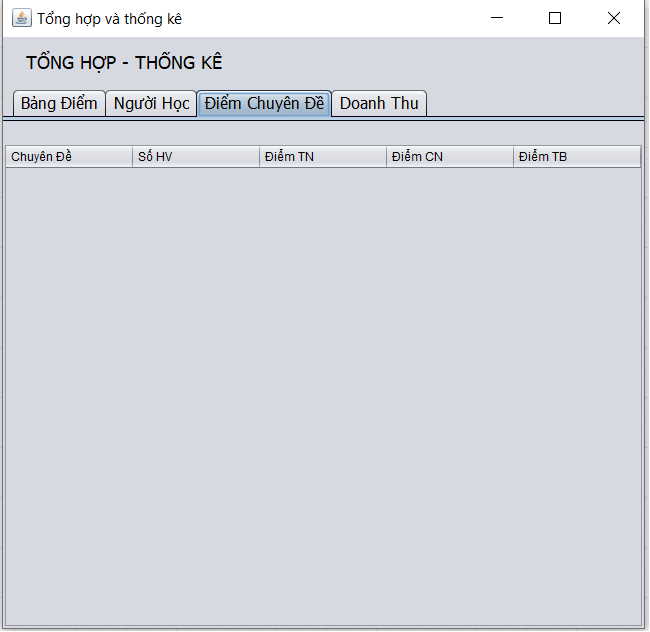 Tổng hợp và thống kê
TỔNG HỢP - THỐNG KÊ
Bảng Điểm Người Học Điểm Chuyên Đề Doanh Thu
Chuyên Đề Số HV Điểm TN Điểm CN Điểm TB